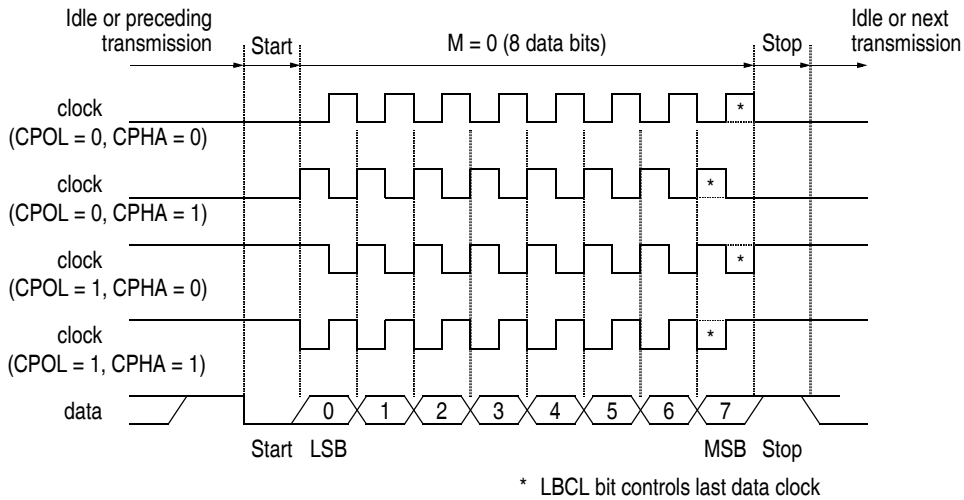 Idle or preceding
transmission
Start
M = 0 (8 data bits)
Stop
Idle or next
transmission
clock
(CPOL = 0, CPHA = 0)
*
clock
(CPOL = 0, CPHA = 1)
*
clock
(CPOL = 1, CPHA = 0)
*
clock
(CPOL = 1, CPHA = 1)
*
data
0 1 2 3 4 5 6 7
Start LSB MSB Stop
* LBCL bit controls last data clock